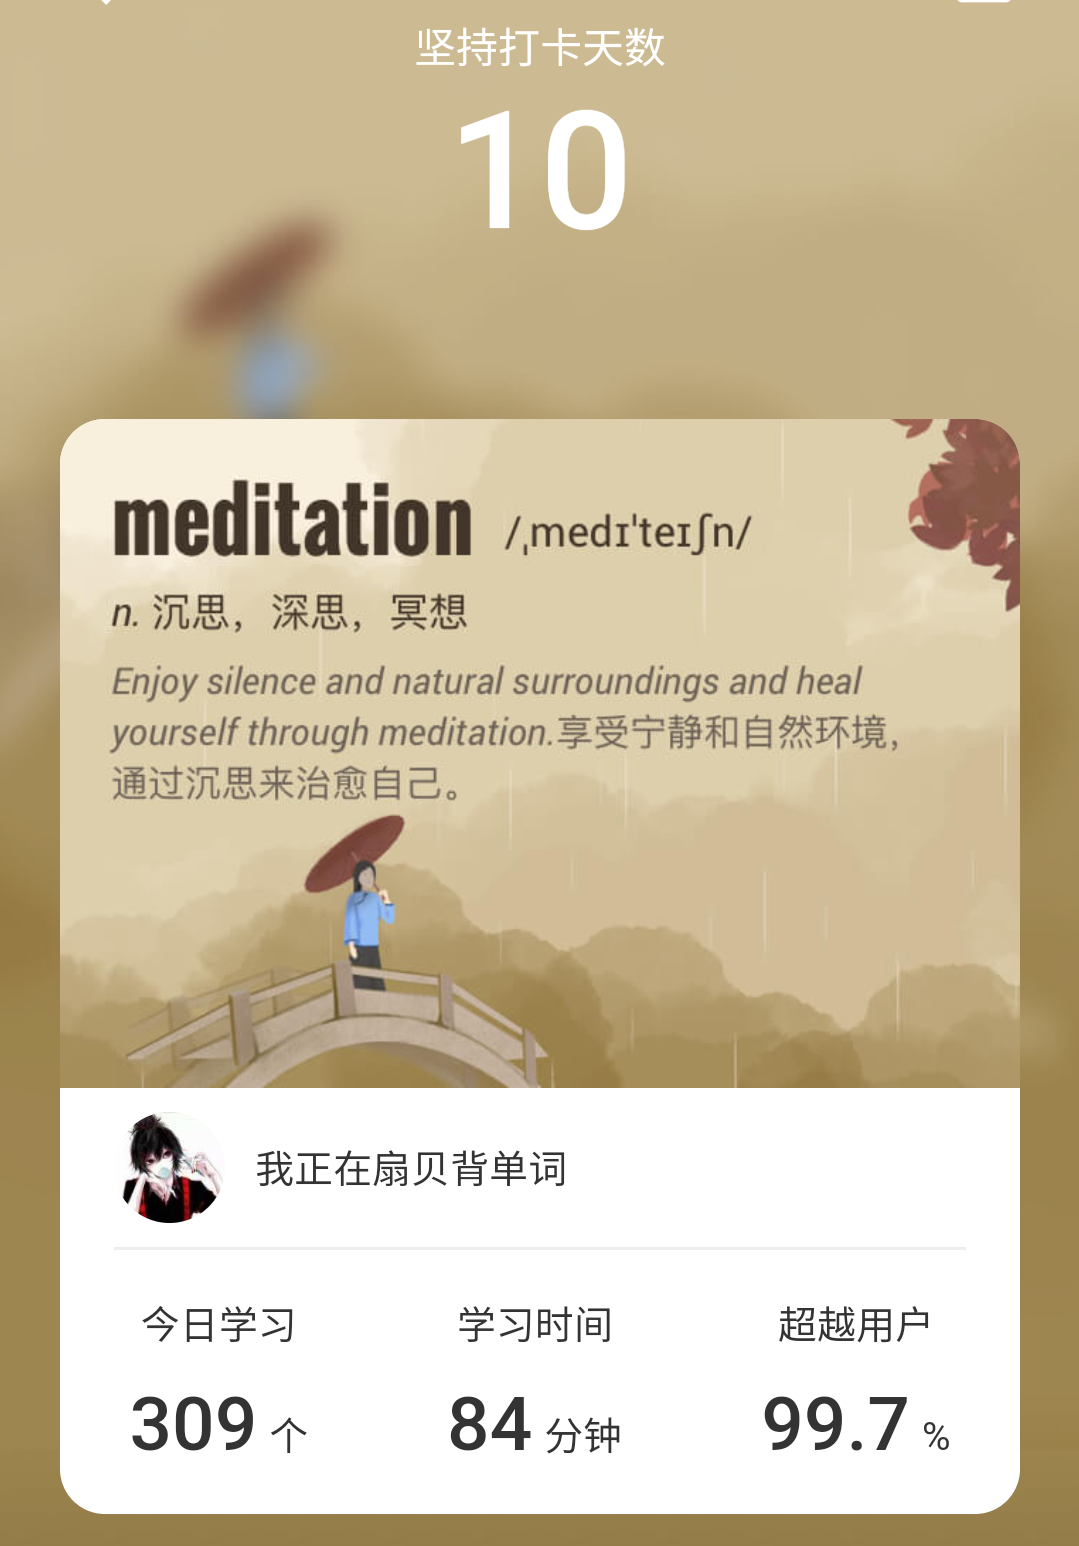 坚持打卡天数
10
meditation /ˌmedɪˈteɪʃn/
n. 沉思，深思，冥想
Enjoy silence and natural surroundings and heal
yourself through meditation.享受宁静和自然环境，
通过沉思来治愈自己。
我正在扇贝背单词
今日学习 学习时间 超越用户
309 个 84 分钟 99.7 %